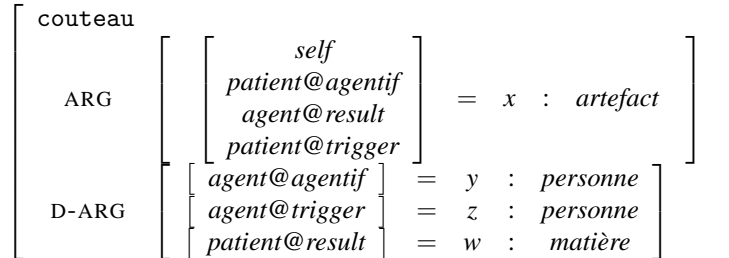 couteau
self
patient@agentif
ARG agent@result = x : artefact
patient@trigger
[ agent@agentif ] = y : personne
D-ARG [ agent@trigger ] = z : personne
[ patient@result ] = w : matière